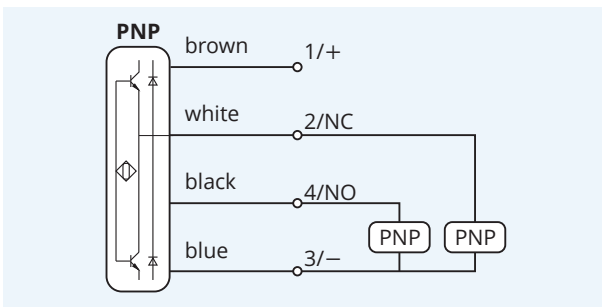 PNP
brown 1/+
white 2/NC
black 4/NO
PNP PNP
blue 3/−